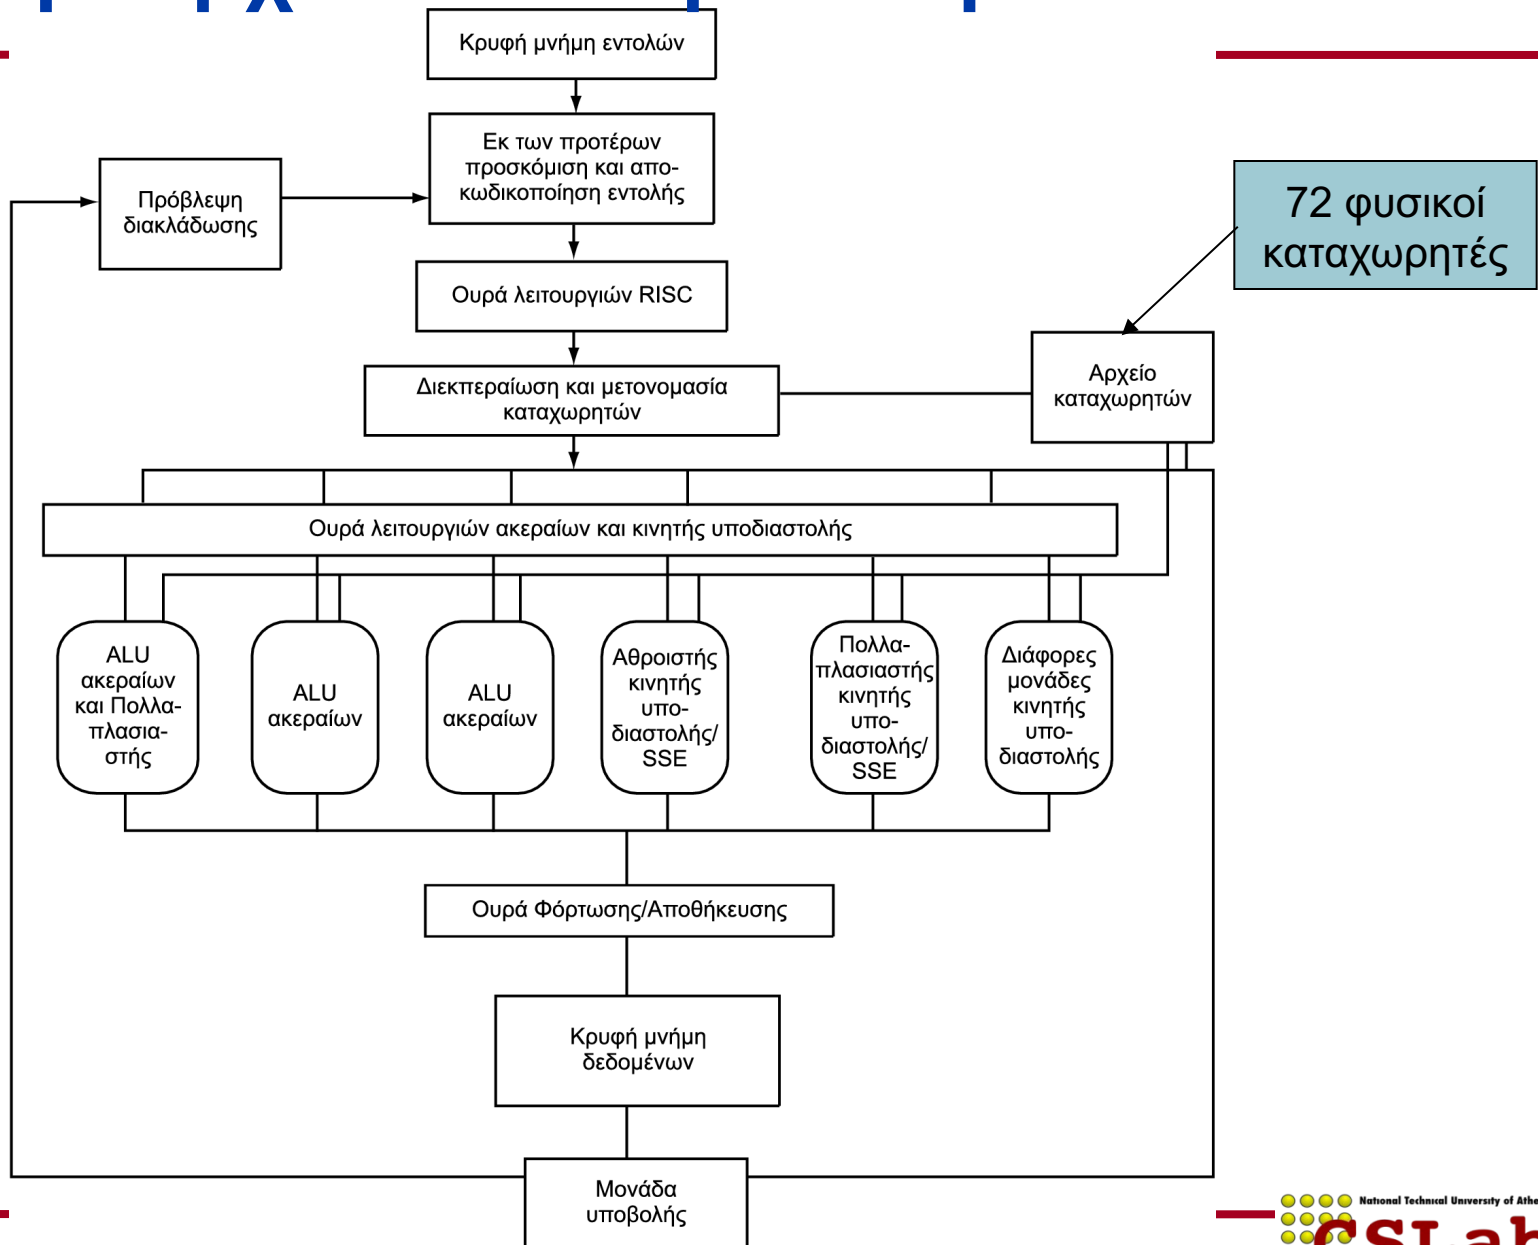 Κρυφή μνήμη εντολών
Εκ των προτέρων
προσκόμιση και απο-
κωδικοποίηση εντολής
Πρόβλεψη
διακλάδωσης
72 φυσικοί
καταχωρητές
Ουρά λειτουργιών RISC
Διεκπεραίωση και μετονομασία
καταχωρητών
Αρχείο
καταχωρητών
Ουρά λειτουργιών ακεραίων και κινητής υποδιαστολής
ALU
ακεραίων
και Πολλα-
πλασια-
στής
ALU
ακεραίων
ALU
ακεραίων
Αθροιστής
κινητής
υπο-
διαστολής/
SSE
Πολλα-
πλασιαστής
κινητής
υπο-
διαστολής/
SSE
Διάφορες
μονάδες
κινητής
υπο-
διαστολής
Ουρά Φόρτωσης/Αποθήκευσης
Κρυφή μνήμη
δεδομένων
Μονάδα
υποβολής
National Technical University of Athe
CSLab